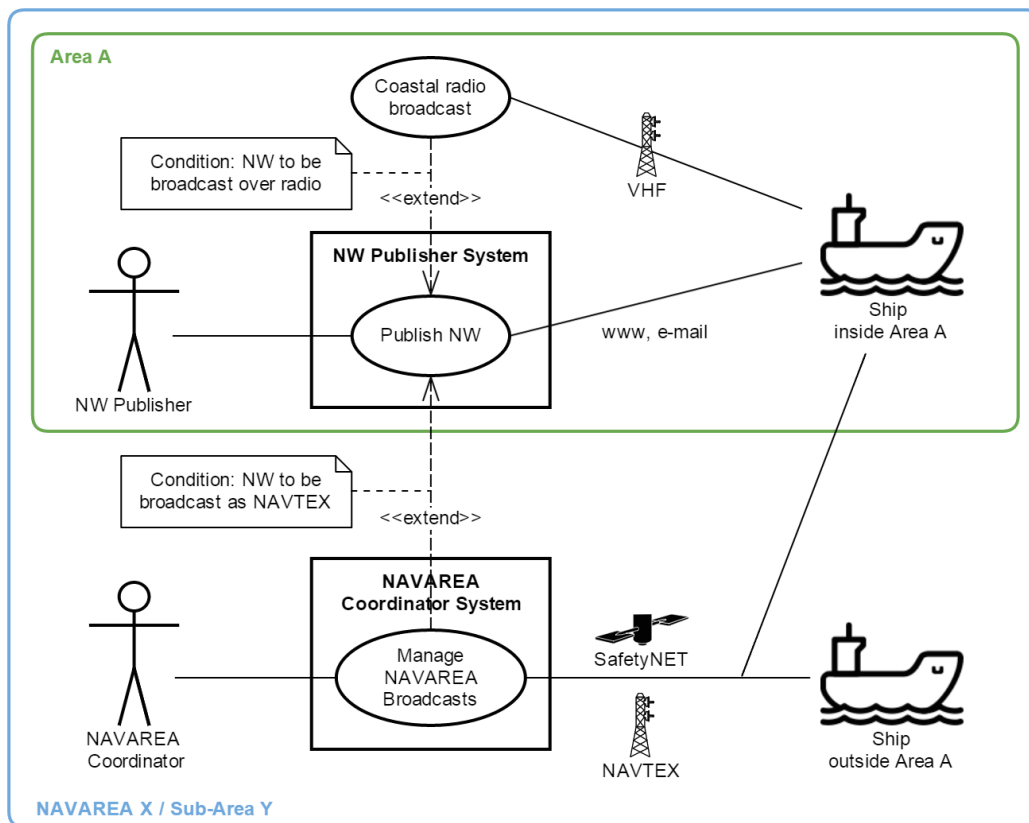 Area A
Coastal radio
broadcast
Condition: NW to be
broadcast over radio
VHF
<<extend>>
NW Publisher System
Publish NW
www, e-mail
Ship
inside Area A
NW Publisher
Condition: NW to be
broadcast as NAVTEX
<<extend>>
NAVAREA
Coordinator System
Manage
NAVAREA
Broadcasts
SafetyNET
NAVTEX
NAVAREA
Coordinator
Ship
outside Area A
NAVAREA X / Sub-Area Y